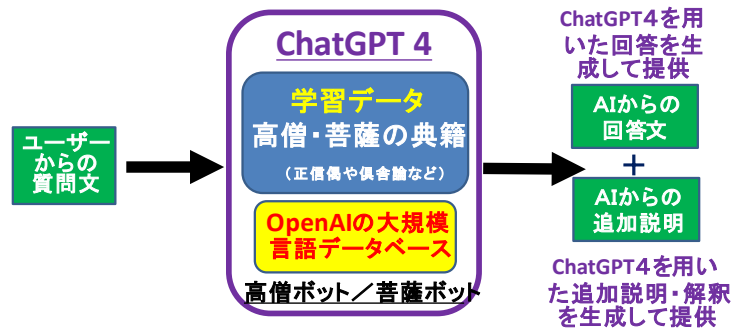 ユーザー
からの
質問文
ChatGPT 4
学習データ
高僧・菩薩の典籍
(正信偈や倶舎論など)
OpenAIの大規模
言語データベース
高僧ボット／菩薩ボット
ChatGPT4を用
いた回答を生
成して提供
AIからの
回答文
+
AIからの
追加説明
ChatGPT４を用い
た追加説明・解釈
を生成して提供